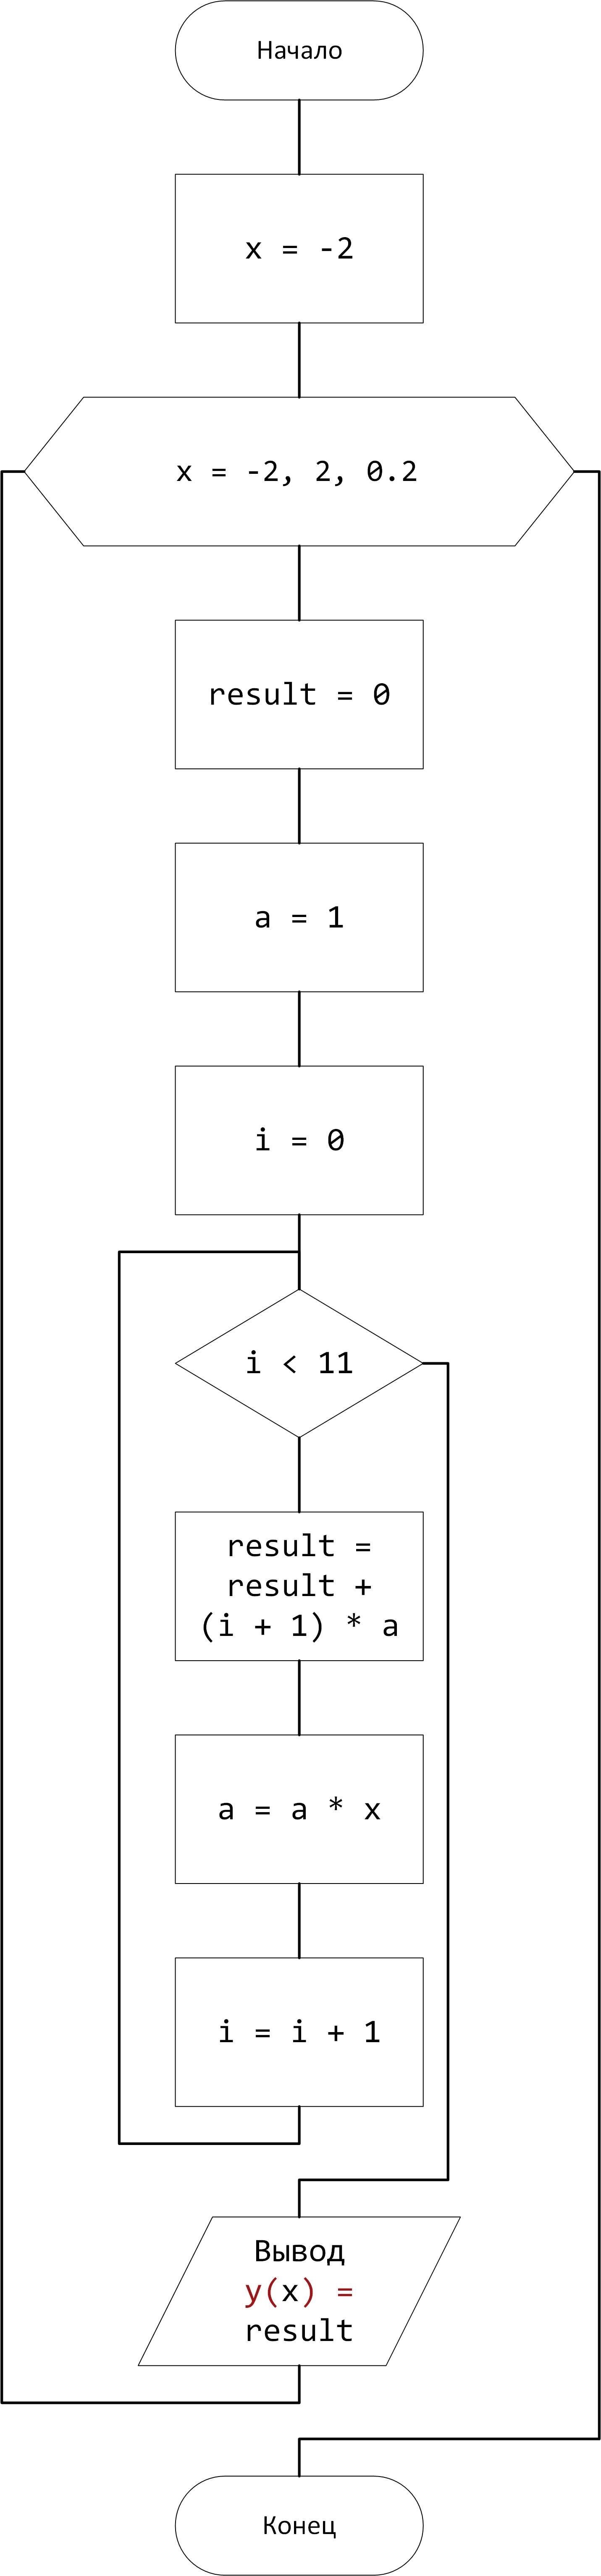 Начало
x = -2
x = -2, 2, 0.2
result = 0
a = 1
i = 0
i < 11
result =
result +
(i + 1) * a
a = a * x
i = i + 1
Вывод
y(x) =
result
Конец